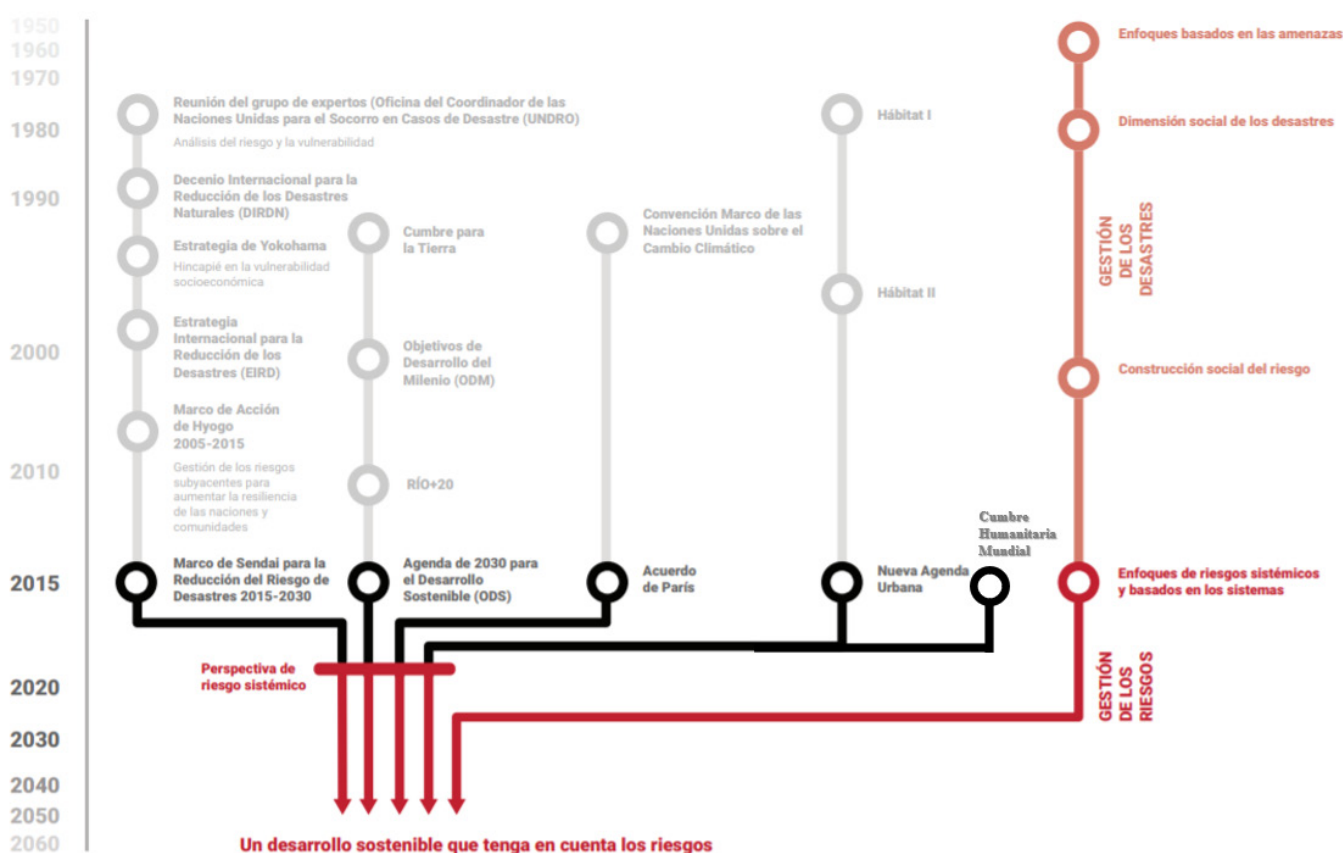 1950
1960
1970
1980
1990
2000
2010
2015
2020
2030
2040
2050
2060
Reunión del grupo de expertos (Oficina del Coordinador de las
Naciones Unidas para el Socorro en Casos de Desastre (UNDRO)
Análisis del riesgo y la vulnerabilidad
Decenio Internacional para la
Reducción de los Desastres
Naturales (DIRDN)
Estrategia de Yokohama
Hincapié en la vulnerabilidad
socioeconómica
Estrategia
Internacional para la
Reducción de los
Desastres (EIRD)
Marco de Acción
de Hyogo
2005-2015
Gestión de los riesgos
subyacentes para
aumentar la resiliencia
de las naciones y
comunidades
Marco de Sendai para la
Reducción del Riesgo de
Desastres 2015-2030
Cumbre para
la Tierra
Objetivos de
Desarrollo del
Milenio (ODM)
RÍO+20
Agenda de 2030 para
el Desarrollo
Sostenible (ODS)
Convención Marco de las
Naciones Unidas sobre el
Cambio Climático
Acuerdo
de París
Hábitat I
Hábitat II
Nueva Agenda
Urbana
Cumbre
Humanitaria
Mundial
Enfoques basados en las amenazas
Dimensión social de los desastres
GESTIÓN
DE LOS
DESASTRES
Construcción social del riesgo
Enfoques de riesgos sistémicos
y basados en los sistemas
GESTIÓN
DE LOS
RIESGOS
Perspectiva de
riesgo sistémico
Un desarrollo sostenible que tenga en cuenta los riesgos